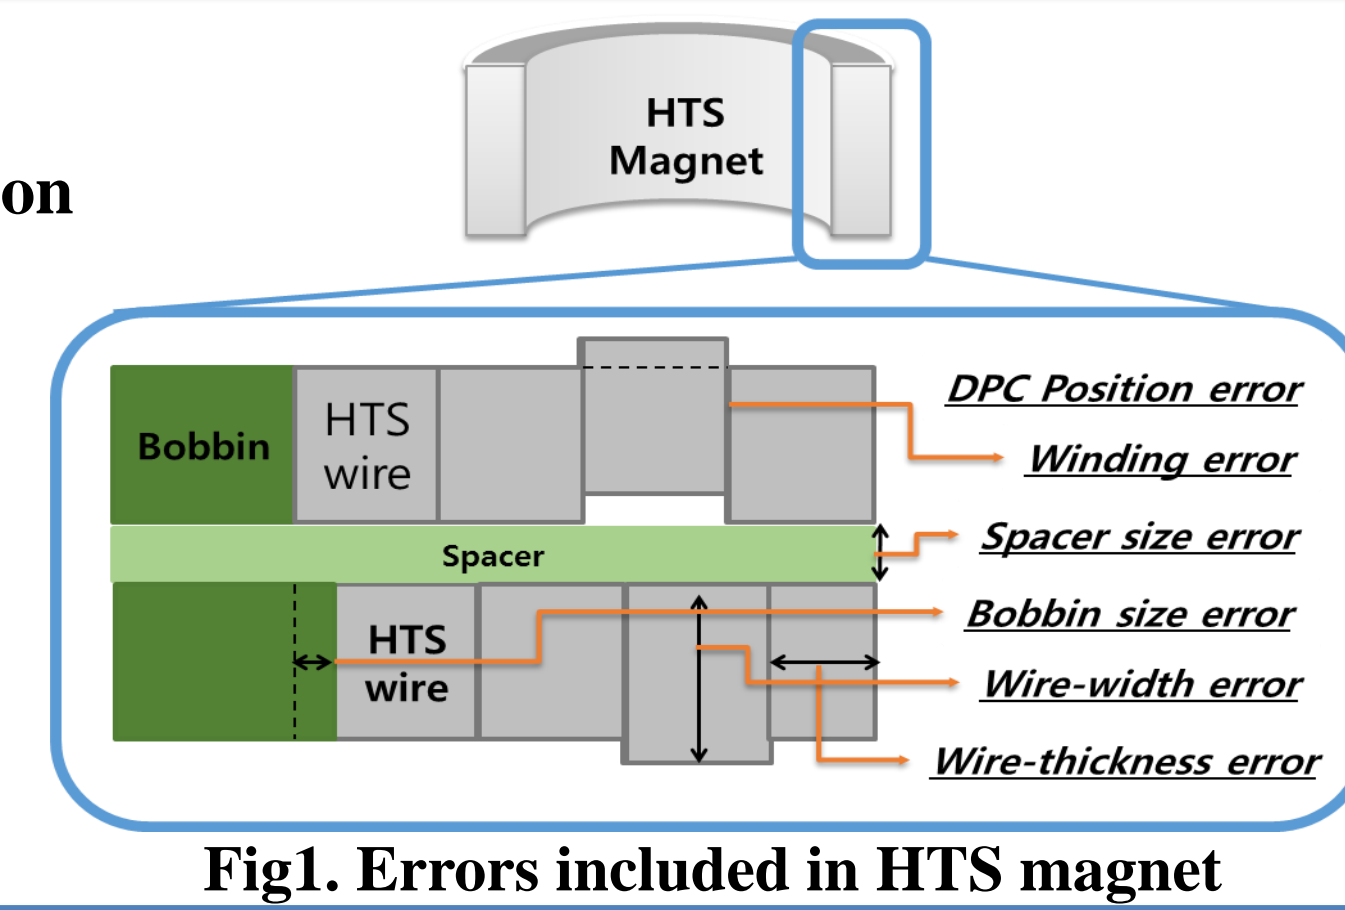 HTS
Magnet
on
Bobbin
HTS
wire
DPC Position error
Winding error
Spacer
Spacer size error
HTS
wire
Bobbin size error
Wire-width error
Wire-thickness error
Fig1. Errors included in HTS magnet